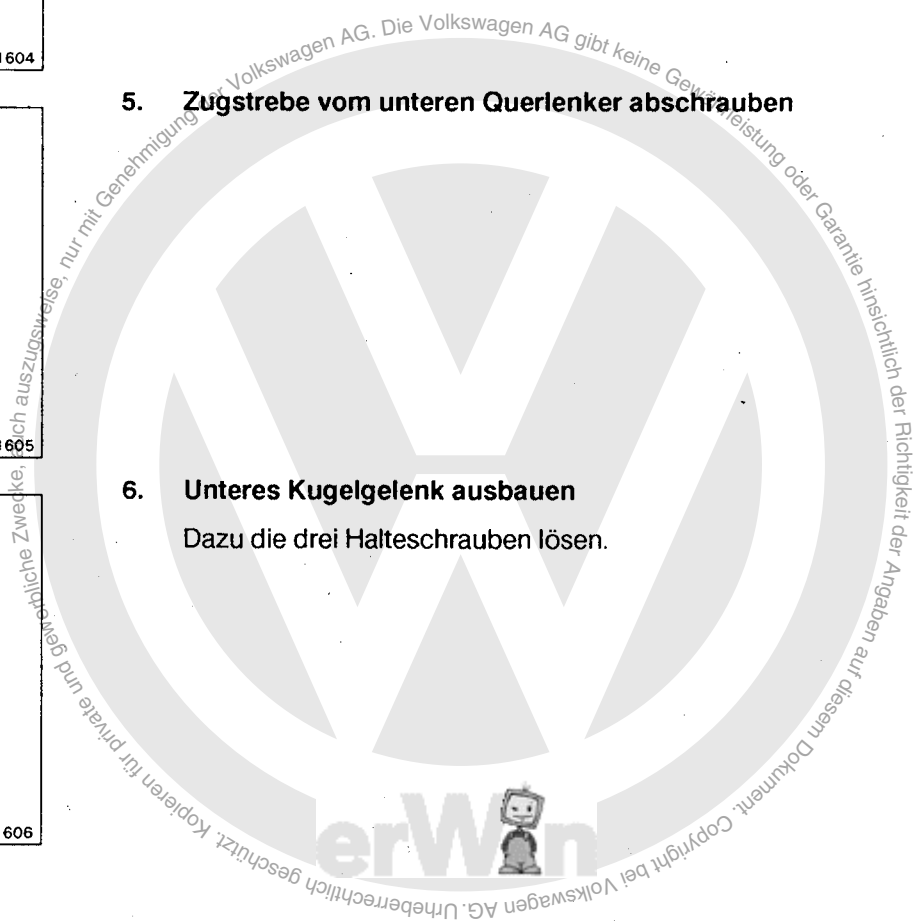 1604
5. Zugstrebe vom unteren Querlenker abschrauben
1605
6. Unteres Kugelgelenk ausbauen
Dazu die drei Halteschrauben lösen.
606
erWin
Volkswagen AG. Die Volkswagen AG gibt keine Gewährleistung oder Garantie hinsichtlich der Richtigkeit der Angaben auf diesem Dokument. Copyright bei Volkswagen AG. Urheberrechtlich geschützt. Kopieren für private und gewerbliche Zwecke, auch auszugsweise, nur mit Genehmigung der